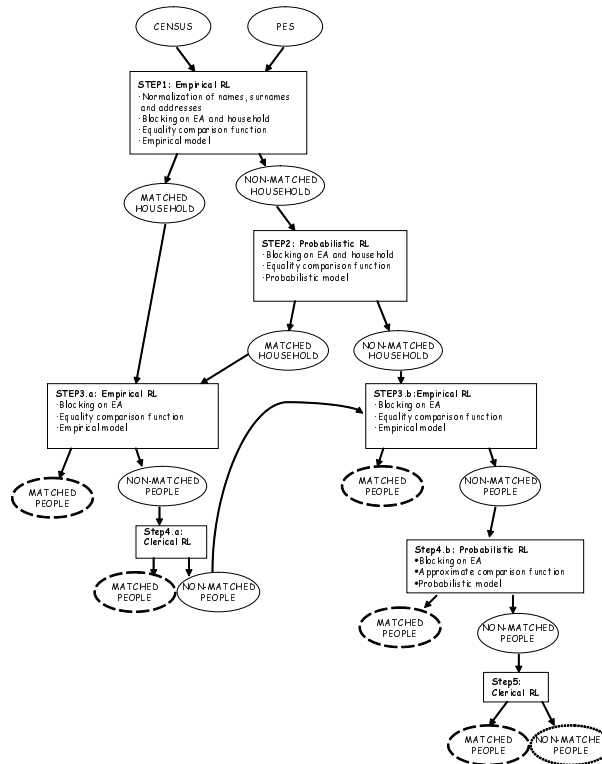 CENSUS
PES
STEP1: Empirical RL
·Normalization of names, surnames
and addresses
·Blocking on EA and household
·Equality comparison function
·Empirical model
MATCHED
HOUSEHOLD
NON-MATCHED
HOUSEHOLD
STEP2: Probabilistic RL
·Blocking on EA and household
·Equality comparison function
·Probabilistic model
MATCHED
HOUSEHOLD
NON-MATCHED
HOUSEHOLD
STEP3.a: Empirical RL
·Blocking on EA
·Equality comparison function
·Empirical model
STEP3.b:Empirical RL
·Blocking on EA
·Equality comparison function
·Empirical model
MATCHED
PEOPLE
NON-MATCHED
PEOPLE
MATCHED
PEOPLE
NON-MATCHED
PEOPLE
Step4.a:
Clerical RL
MATCHED
PEOPLE
NON-MATCHED
PEOPLE
Step4.b: Probabilistic RL
•Blocking on EA
•Approximate comparison function
•Probabilistic model
MATCHED
PEOPLE
NON-MATCHED
PEOPLE
Step5:
Clerical RL
MATCHED
PEOPLE
NON-MATCHE
PEOPLE